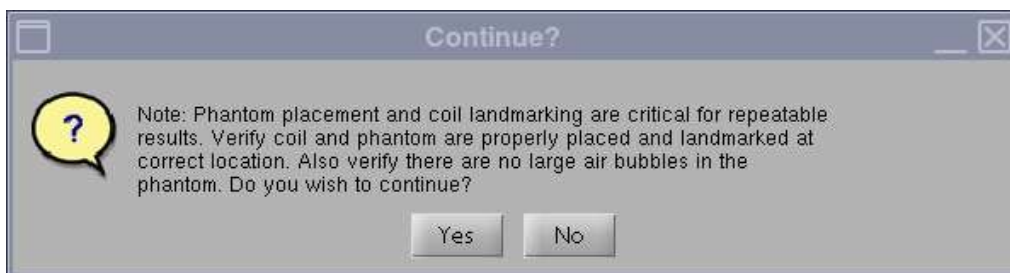 Continue?
?
Note: Phantom placement and coil landmarking are critical for repeatable
results. Verify coil and phantom are properly placed and landmarked at
correct location. Also verify there are no large air bubbles in the
phantom. Do you wish to continue?
Yes No